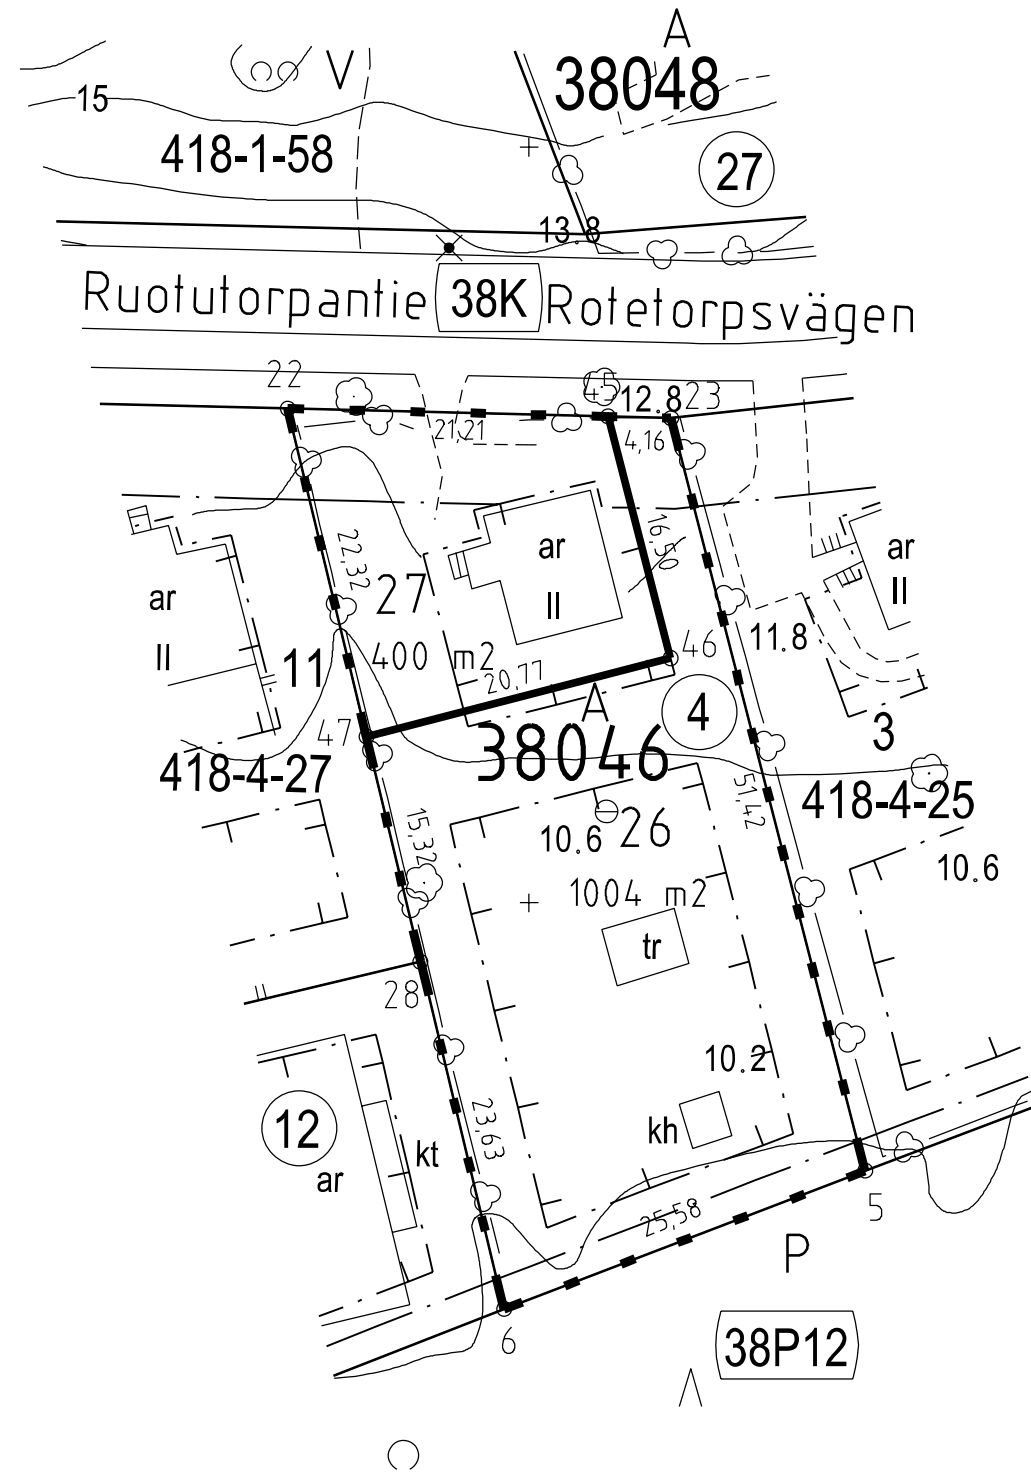 A
38048
V
15
418-1-58
27
13.8
Ruotutorpantie 38K Rotetorpsvägen
22
45
12.8
23
21,21
4,16
22,32
16,50
ar
II
ar
II
ar
II
27
400 m2
11
11.8
46
20,77
47
A
4
38046
3
418-4-27
418-4-25
51,42
15,32
10.6
26
10.6
1004 m2
tr
28
10.2
12
23,63
kh
kt
ar
25,58
5
P
6
38P12